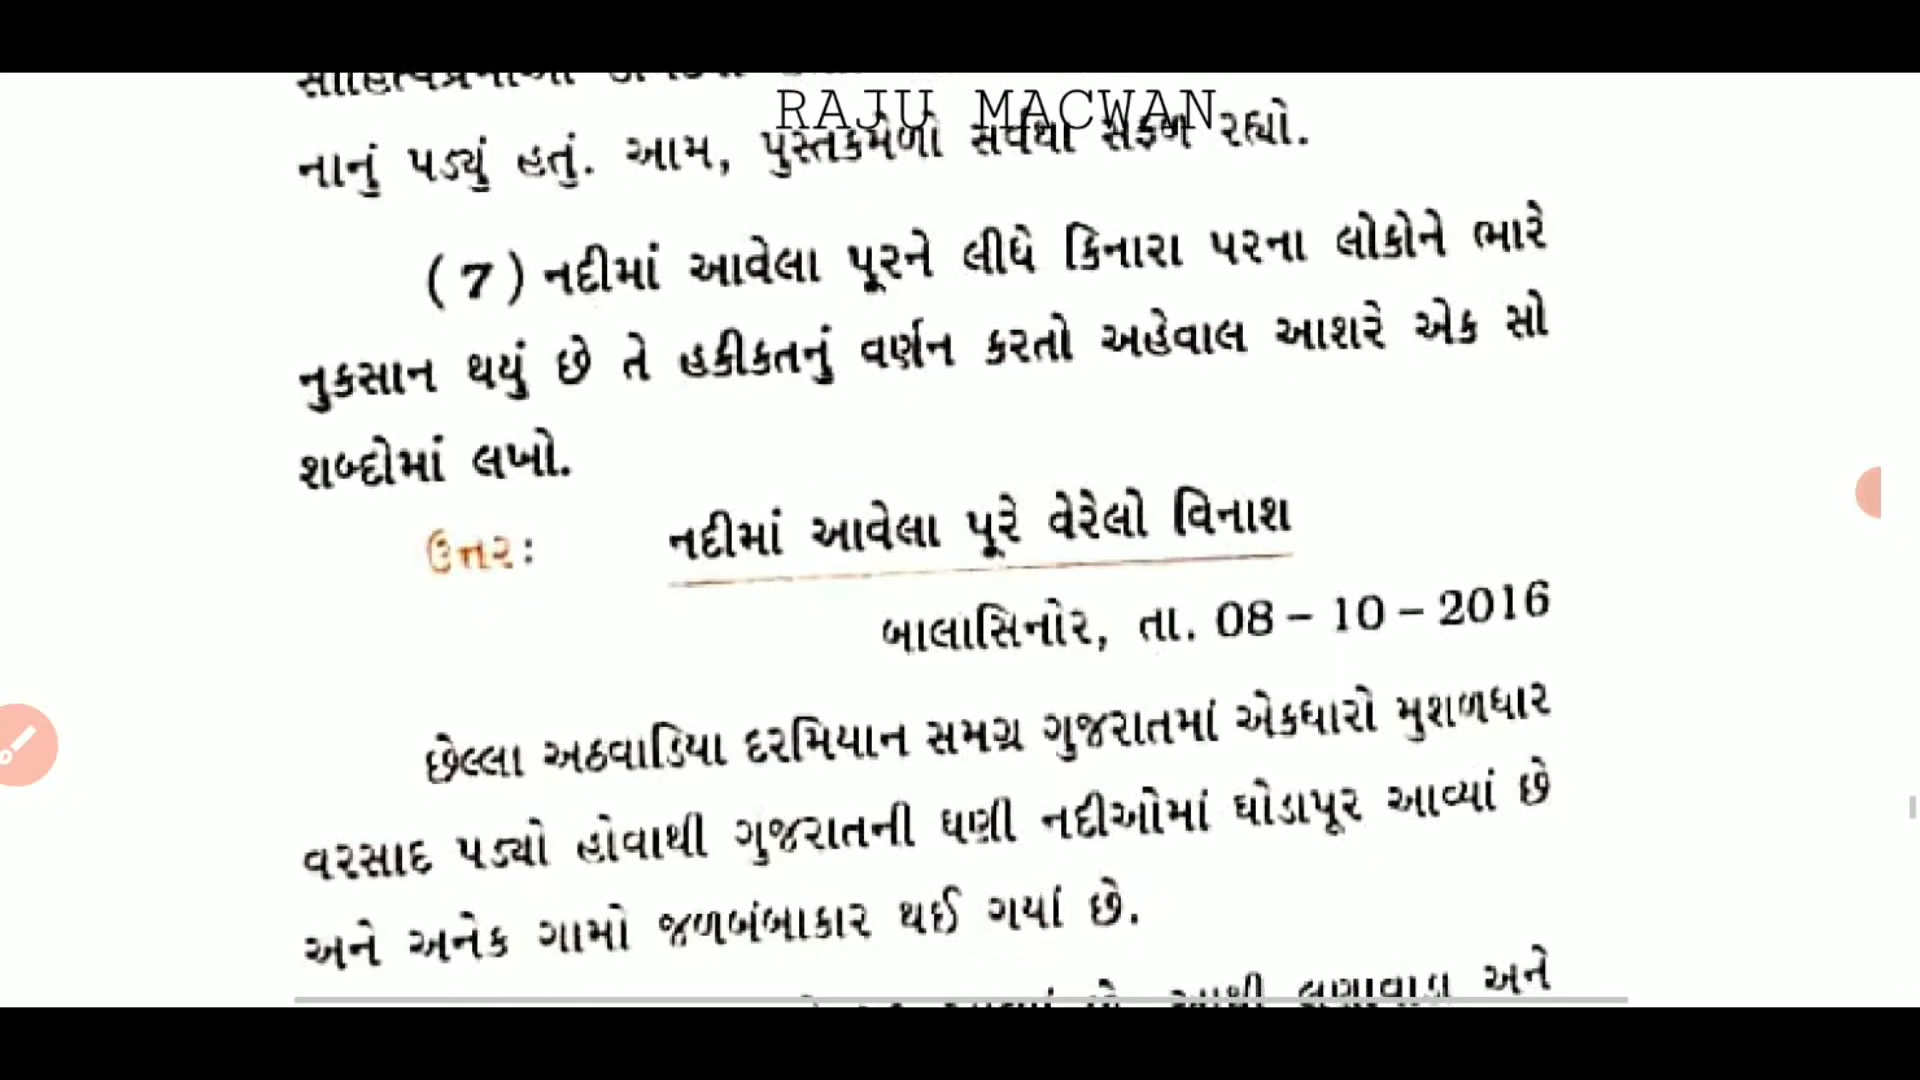 RAJU MACWAN
નાનું પડ્યું હતું. આમ, પુસ્તકમેળો સર્વથા સફળ રહ્યો.
(7) નદીમાં આવેલા પૂરને લીધે કિનારા પરના લોકોને ભારે
નુકસાન થયું છે તે હકીકતનું વર્ણન કરતો અહેવાલ આશરે એક સો
શબ્દોમાં લખો.
ઉત્તર: નદીમાં આવેલા પૂરે વેરેલો વિનાશ
બાલાસિનોર, તા. 08 – 10 – 2016
છેલ્લા અઠવાડિયા દરમિયાન સમગ્ર ગુજરાતમાં એકધારો મુશળધાર
વરસાદ પડ્યો હોવાથી ગુજરાતની ઘણી નદીઓમાં ઘોડાપૂર આવ્યાં છે
અને અનેક ગામો જળબંબાકાર થઈ ગયાં છે.
અને